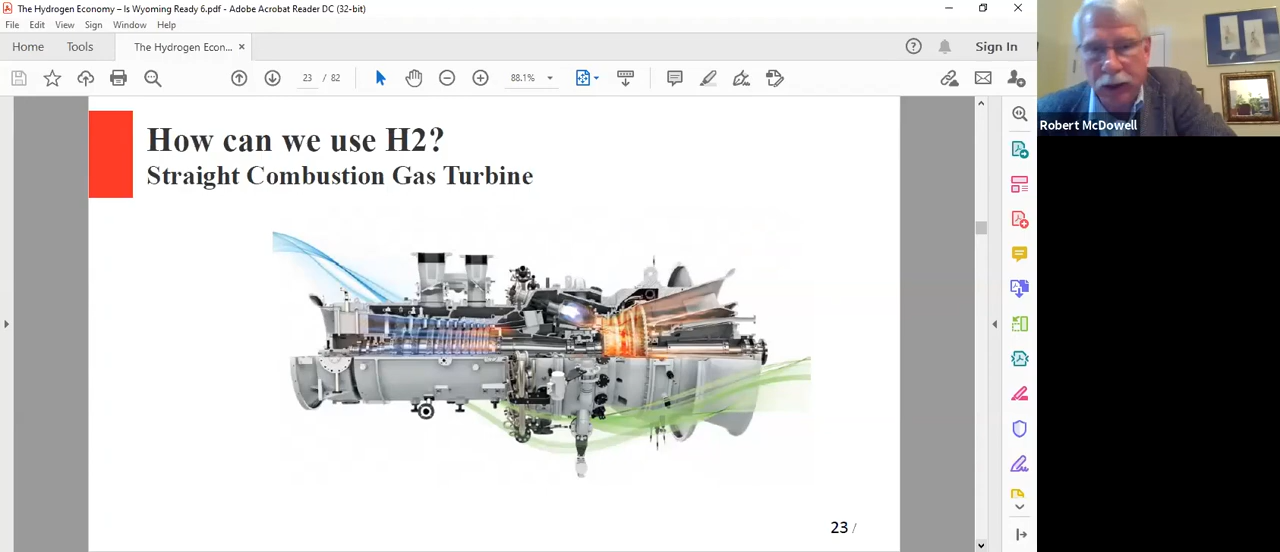 The Hydrogen Economy – Is Wyoming Ready 6.pdf - Adobe Acrobat Reader DC (32-bit)
File Edit View Sign Window Help
Home Tools The Hydrogen Econ... × Sign In
23 / 82 88.1%
How can we use H2?
Straight Combustion Gas Turbine
23 /
Robert McDowell